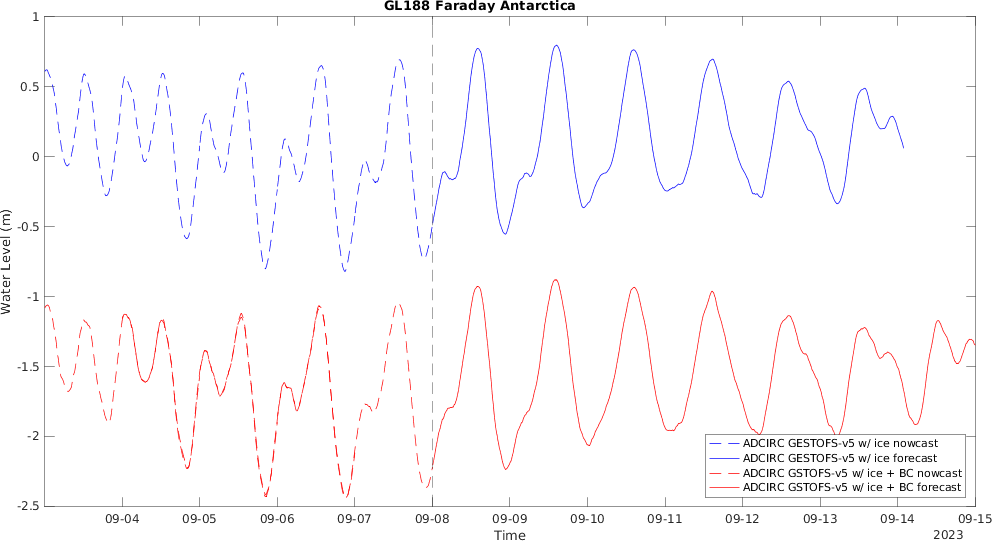 GL188 Faraday Antarctica
Water Level (m)
1
0.5
0
-0.5
-1
-1.5
-2
-2.5
ADCIRC GESTOFS-v5 w/ ice nowcast
ADCIRC GESTOFS-v5 w/ ice forecast
ADCIRC GSTOFS-v5 w/ ice + BC nowcast
ADCIRC GSTOFS-v5 w/ ice + BC forecast
09-04 09-05 09-06 09-07 09-08 09-09 09-10 09-11 09-12 09-13 09-14 09-15
Time
2023